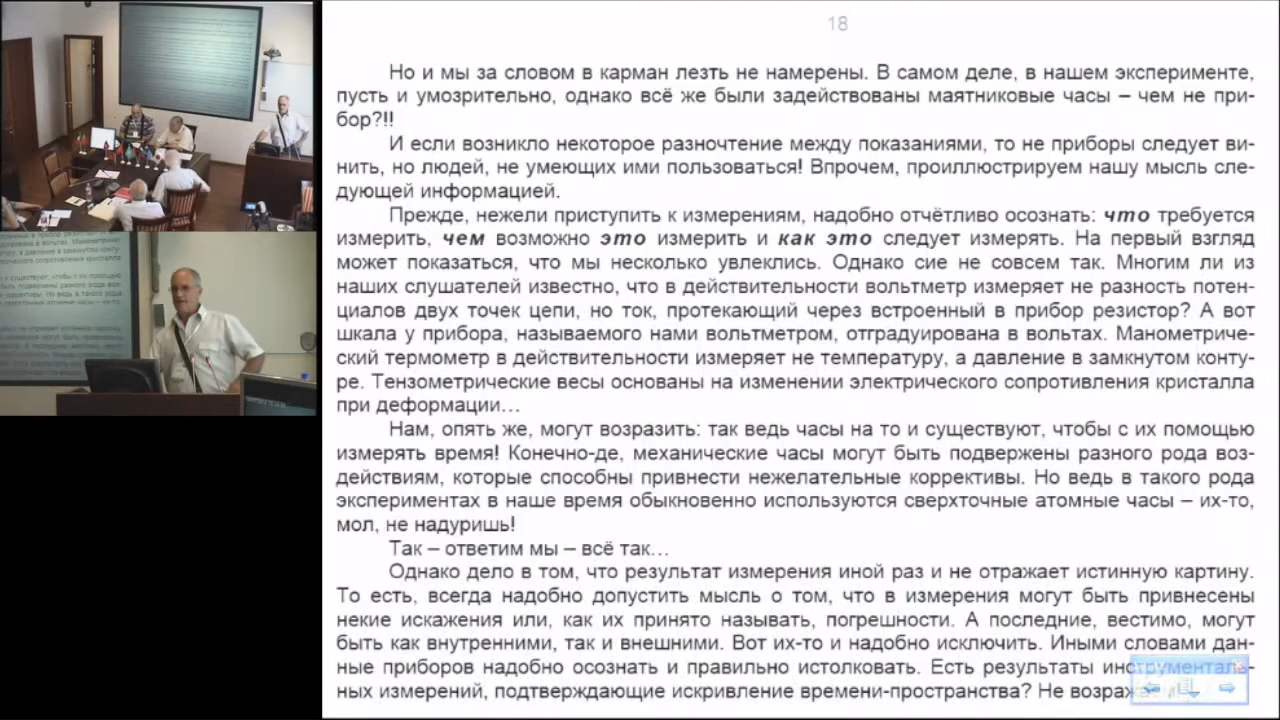 18
Но и мы за словом в карман лезть не намерены. В самом деле, в нашем эксперименте,
пусть и умозрительно, однако всё же были задействованы маятниковые часы – чем не при-
бор?!!
И если возникло некоторое разночтение между показаниями, то не приборы следует ви-
нить, но людей, не умеющих ими пользоваться! Впрочем, проиллюстрируем нашу мысль сле-
дующей информацией.
Прежде, нежели приступить к измерениям, надобно отчётливо осознать: что требуется
измерить, чем возможно это измерить и как это следует измерять. На первый взгляд
может показаться, что мы несколько увлеклись. Однако сие не совсем так. Многим ли из
наших слушателей известно, что в действительности вольтметр измеряет не разность потен-
циалов двух точек цепи, но ток, протекающий через встроенный в прибор резистор? А вот
шкала у прибора, называемого нами вольтметром, отградуирована в вольтах. Манометриче-
ский термометр в действительности измеряет не температуру, а давление в замкнутом конту-
ре. Тензометрические весы основаны на изменении электрического сопротивления кристалла
при деформации…
Нам, опять же, могут возразить: так ведь часы на то и существуют, чтобы с их помощью
измерять время! Конечно-де, механические часы могут быть подвержены разного рода воз-
действиям, которые способны привнести нежелательные коррективы. Но ведь в такого рода
экспериментах в наше время обыкновенно используются сверхточные атомные часы – их-то,
мол, не надуришь!
Так – ответим мы – всё так…
Однако дело в том, что результат измерения иной раз и не отражает истинную картину.
То есть, всегда надобно допустить мысль о том, что в измерения могут быть привнесены
некие искажения или, как их принято называть, погрешности. А последние, вестимо, могут
быть как внутренними, так и внешними. Вот их-то и надобно исключить. Иными словами дан-
ные приборов надобно осознать и правильно истолковать. Есть результаты инструменталь-
ных измерений, подтверждающие искривление времени-пространства? Не